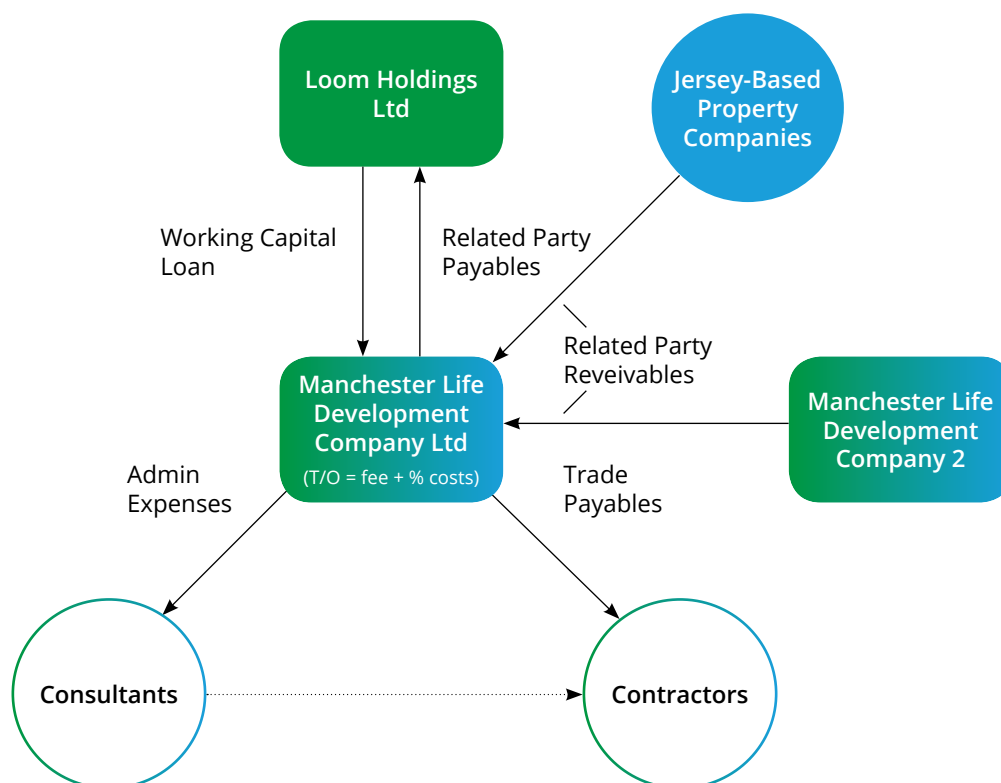 Loom Holdings
Ltd
Jersey-Based
Property
Companies
Working Capital
Loan
Related Party
Payables
Related Party
Reveivables
Manchester Life
Development
Company Ltd
(T/O = fee + % costs)
Manchester Life
Development
Company 2
Admin
Expenses
Trade
Payables
Consultants
Contractors